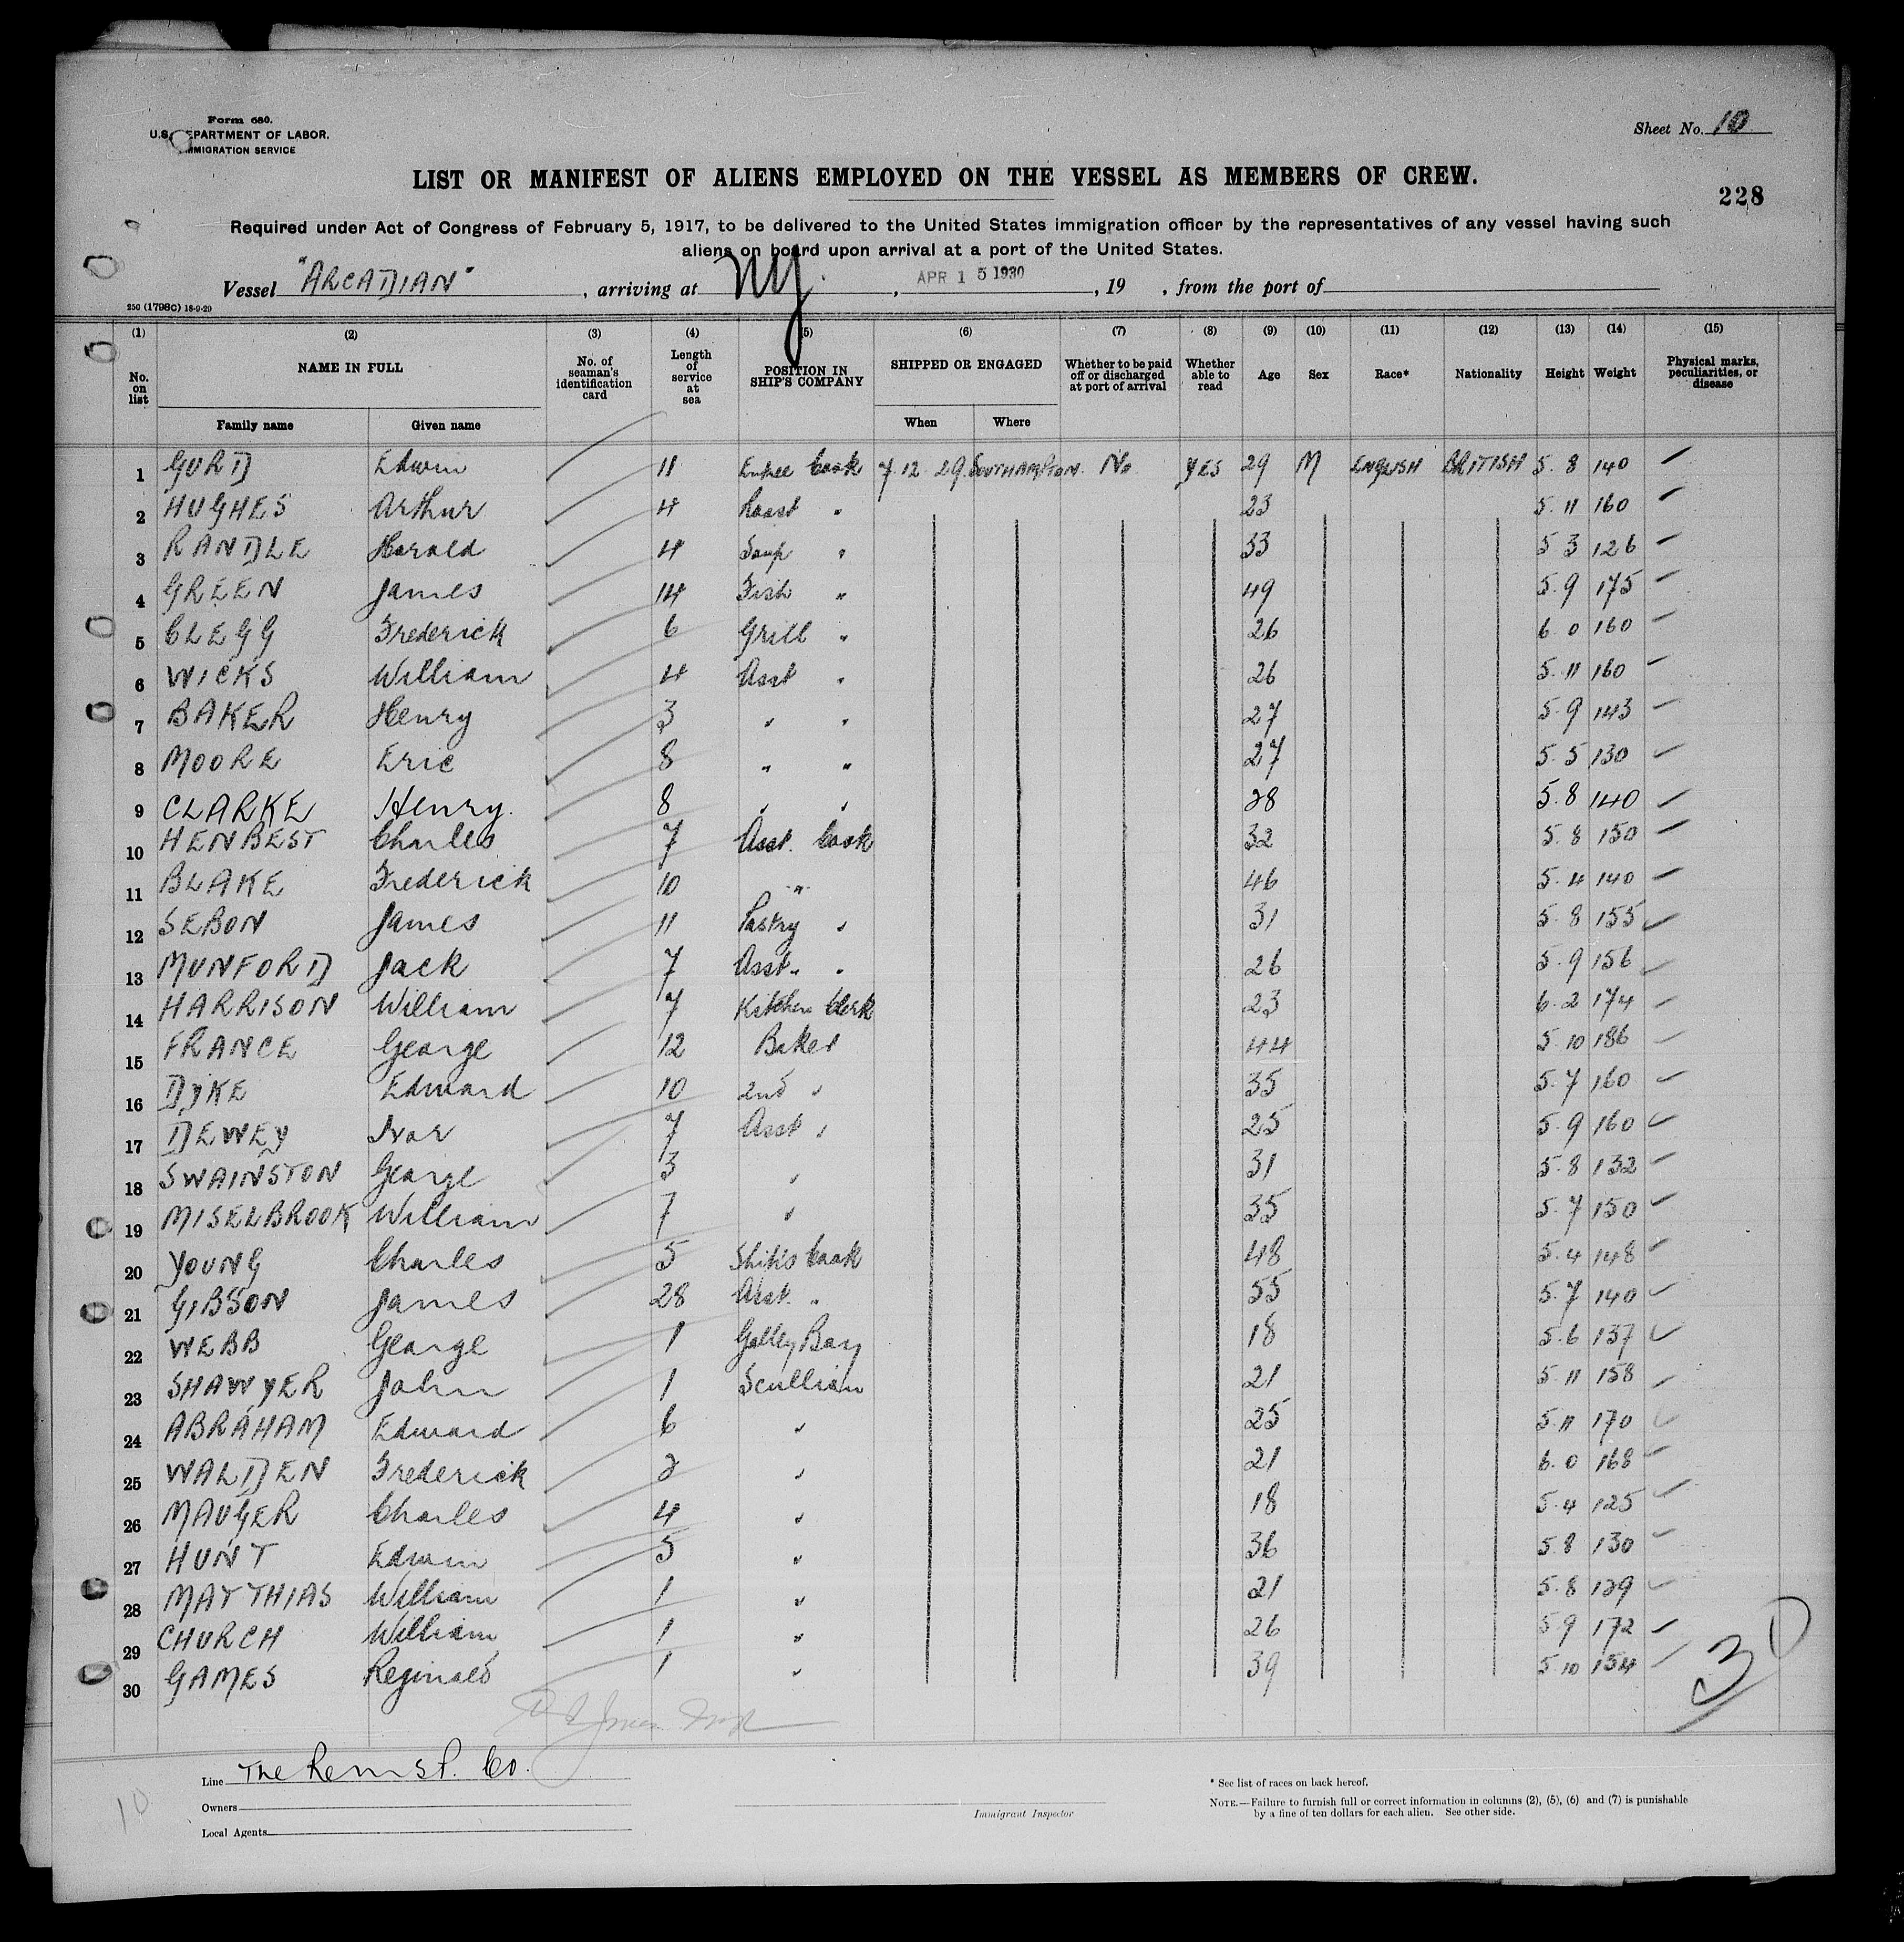 Form 680.
U.S. DEPARTMENT OF LABOR.
IMMIGRATION SERVICE
Sheet No. 10
LIST OR MANIFEST OF ALIENS EMPLOYED ON THE VESSEL AS MEMBERS OF CREW.
228
Required under Act of Congress of February 5, 1917, to be delivered to the United States immigration officer by the representatives of any vessel having such
aliens on board upon arrival at a port of the United States.
Vessel "ARCADIAN", arriving at NY., APR 15 1930, 19 , from the port of
250 (1798c) 18-9-29
(1) (2) (3) (4) (5) (6) (7) (8) (9) (10) (11) (12) (13) (14) (15)
No. on list NAME IN FULL No. of seaman's identification card Length of service at sea POSITION IN SHIP'S COMPANY SHIPPED OR ENGAGED Whether to be paid off or discharged at port of arrival Whether able to read Age Sex Race* Nationality Height Weight Physical marks, peculiarities, or disease
Family name Given name When Where
1 GURD Edwin 11 Entree Cook 7 12 29 SOUTHAMPTON. No YES 29 M ENGLISH BRITISH 5. 8 140
2 HUGHES Arthur 4 Roast " 23 5. 11 160
3 RANDLE Harold 4 Soup " 33 5 3 126
4 GREEN James 14 Fish " 49 5. 9 175
5 CLEGG Frederick 6 Grill " 26 6. 0 160
6 WICKS William 4 Asst " 26 5. 11 160
7 BAKER Henry 3 " " 27 5. 9 143
8 MOORE Eric 8 " " 27 5. 5 130
9 CLARKE Henry. 8 " " 28 5. 8 140
10 HENBEST Charles 7 Asst. Cook 32 5. 8 150
11 BLAKE Frederick 10 " 46 5. 4 140
12 SEBON James 11 Pastry " 31 5. 8 155
13 MUNFORD Jack 7 Asst. " " 26 5. 9 156
14 HARRISON William 7 Kitchen Clerk 23 6. 2 174
15 FRANCE George 12 Baker 44 5. 10 186
16 DYKE Edward 10 2nd " 35 5. 7 160
17 DEWEY Ivor 7 Asst " 25 5. 9 160
18 SWAINSTON George 3 " 31 5. 8 132
19 MISELBROOK William 7 " 35 5. 7 150
20 YOUNG Charles 5 Ship's Cook 48 5. 4 148
21 GIBSON James 28 Asst. " 55 5. 7 140
22 WEBB George 1 Galley Boy 18 5. 6 137
23 SHAWYER John 1 Scullion 21 5. 11 158
24 ABRAHAM Edward 6 " 25 5. 11 170
25 WALDEN Frederick 2 " 21 6. 0 168
26 MAUGER Charles 4 " 18 5. 4 125
27 HUNT Edwin 5 " 36 5. 8 130
28 MATTHIAS William 1 " 21 5. 8 129
29 CHURCH William 1 " 26 5 9 172
30 GAMES Reginald 1 " 39 5. 10 154
30
Line The R.M.S.P. Co.
Owners
Local Agents
10
Immigrant Inspector
* See list of races on back hereof.
NOTE.—Failure to furnish full or correct information in columns (2), (5), (6) and (7) is punishable
by a fine of ten dollars for each alien. See other side.